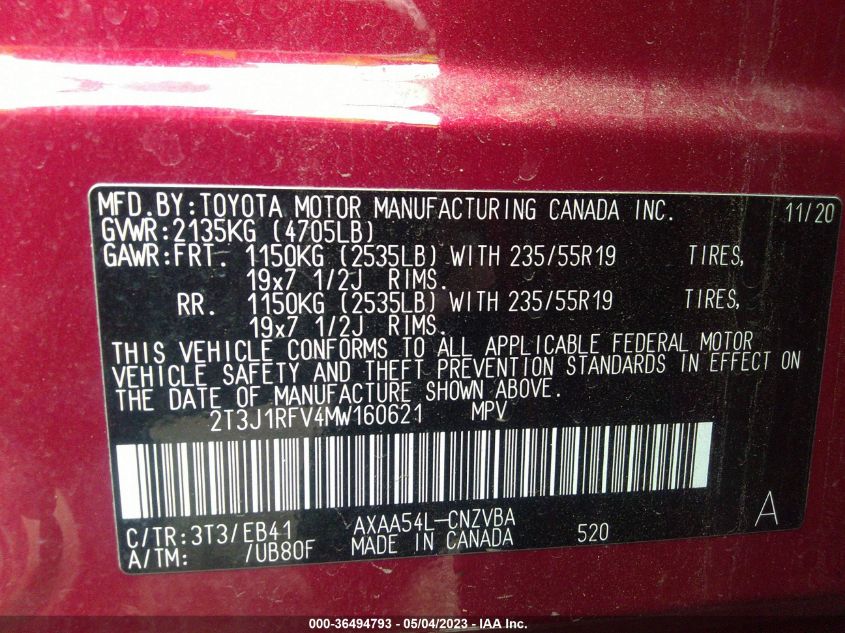 MFD.BY:TOYOTA MOTOR MANUFACTURING CANADA INC. 11/20
GVWR:2135KG (4705LB)
GAWR:FRT. 1150KG (2535LB) WITH 235/55R19 TIRES,
19x7 1/2J RIMS.
RR. 1150KG (2535LB) WITH 235/55R19 TIRES,
19x7 1/2J RIMS.
THIS VEHICLE CONFORMS TO ALL APPLICABLE FEDERAL MOTOR
VEHICLE SAFETY AND THEFT PREVENTION STANDARDS IN EFFECT ON
THE DATE OF MANUFACTURE SHOWN ABOVE.
2T3J1RFV4MW160621 MPV
C/TR:3T3/EB41 AXAA54L-CNZVBA 520 A
A/TM: /UB80F MADE IN CANADA
000-36494793 - 05/04/2023 - IAA Inc.